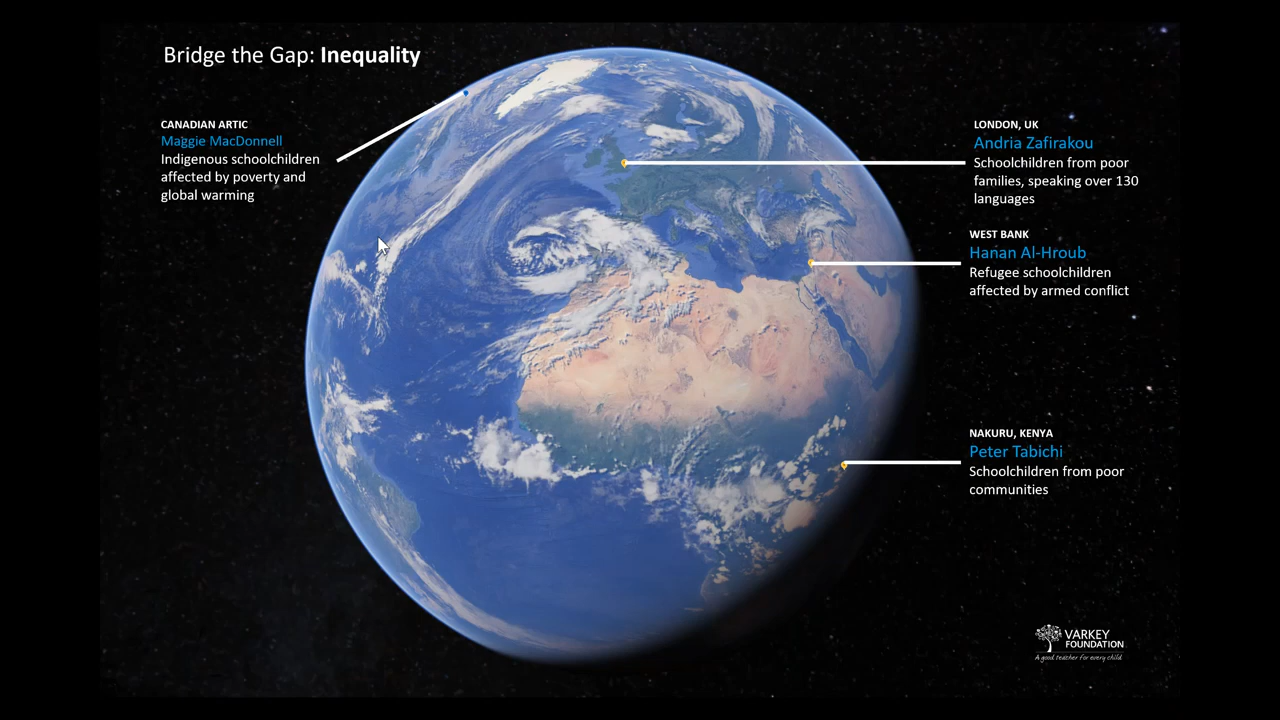 Bridge the Gap: Inequality
CANADIAN ARTIC
Maggie MacDonnell
Indigenous schoolchildren
affected by poverty and
global warming
LONDON, UK
Andria Zafirakou
Schoolchildren from poor
families, speaking over 130
languages
WEST BANK
Hanan Al-Hroub
Refugee schoolchildren
affected by armed conflict
NAKURU, KENYA
Peter Tabichi
Schoolchildren from poor
communities
VARKEY
FOUNDATION
A good teacher for every child